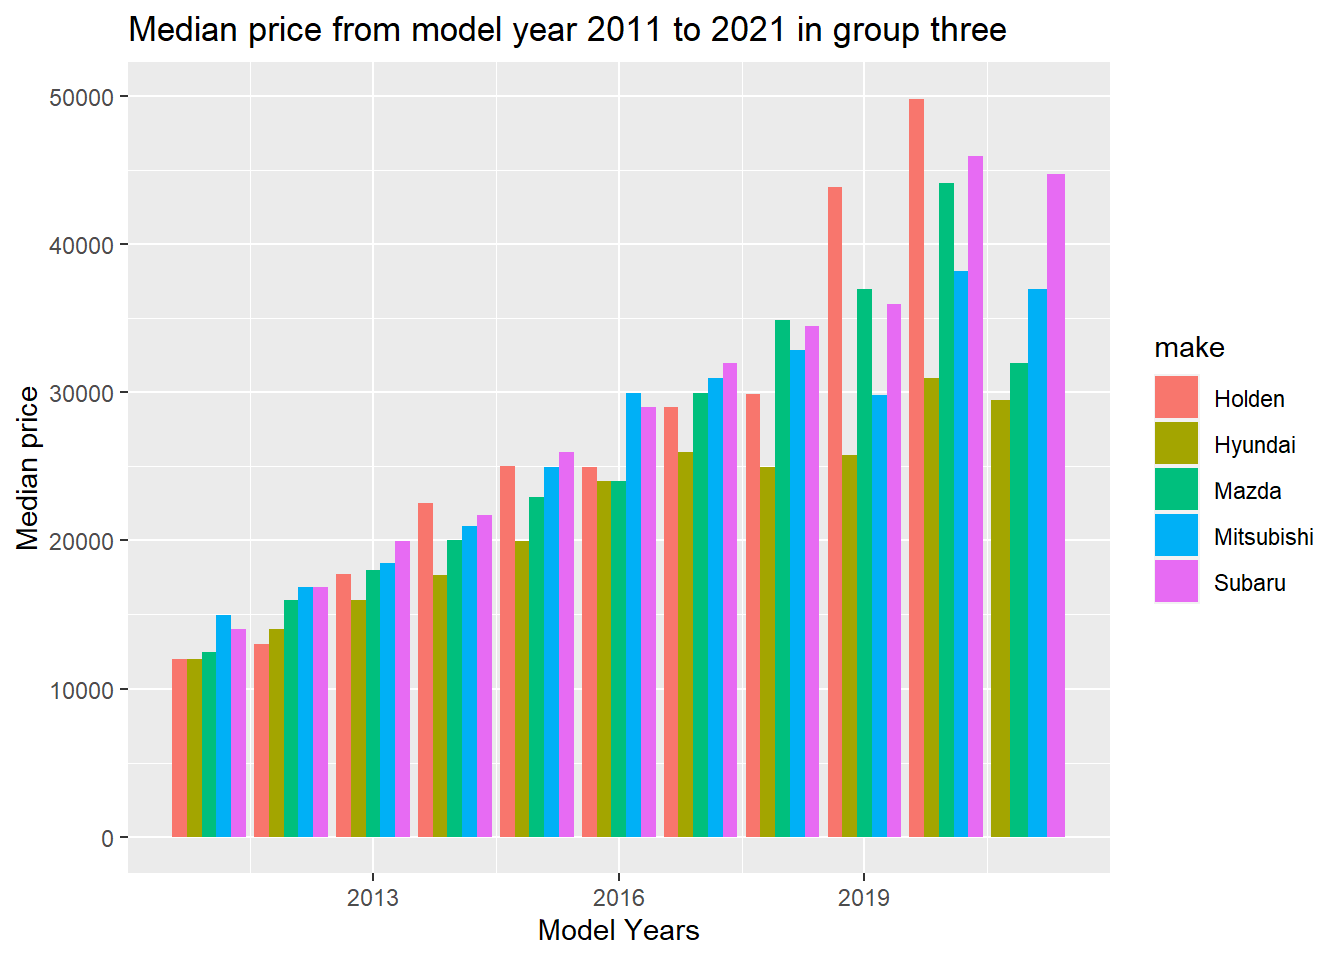 Median price from model year 2011 to 2021 in group three
Median price
50000
40000
30000
20000
10000
0
2013
2016
2019
Model Years
make
Holden
Hyundai
Mazda
Mitsubishi
Subaru